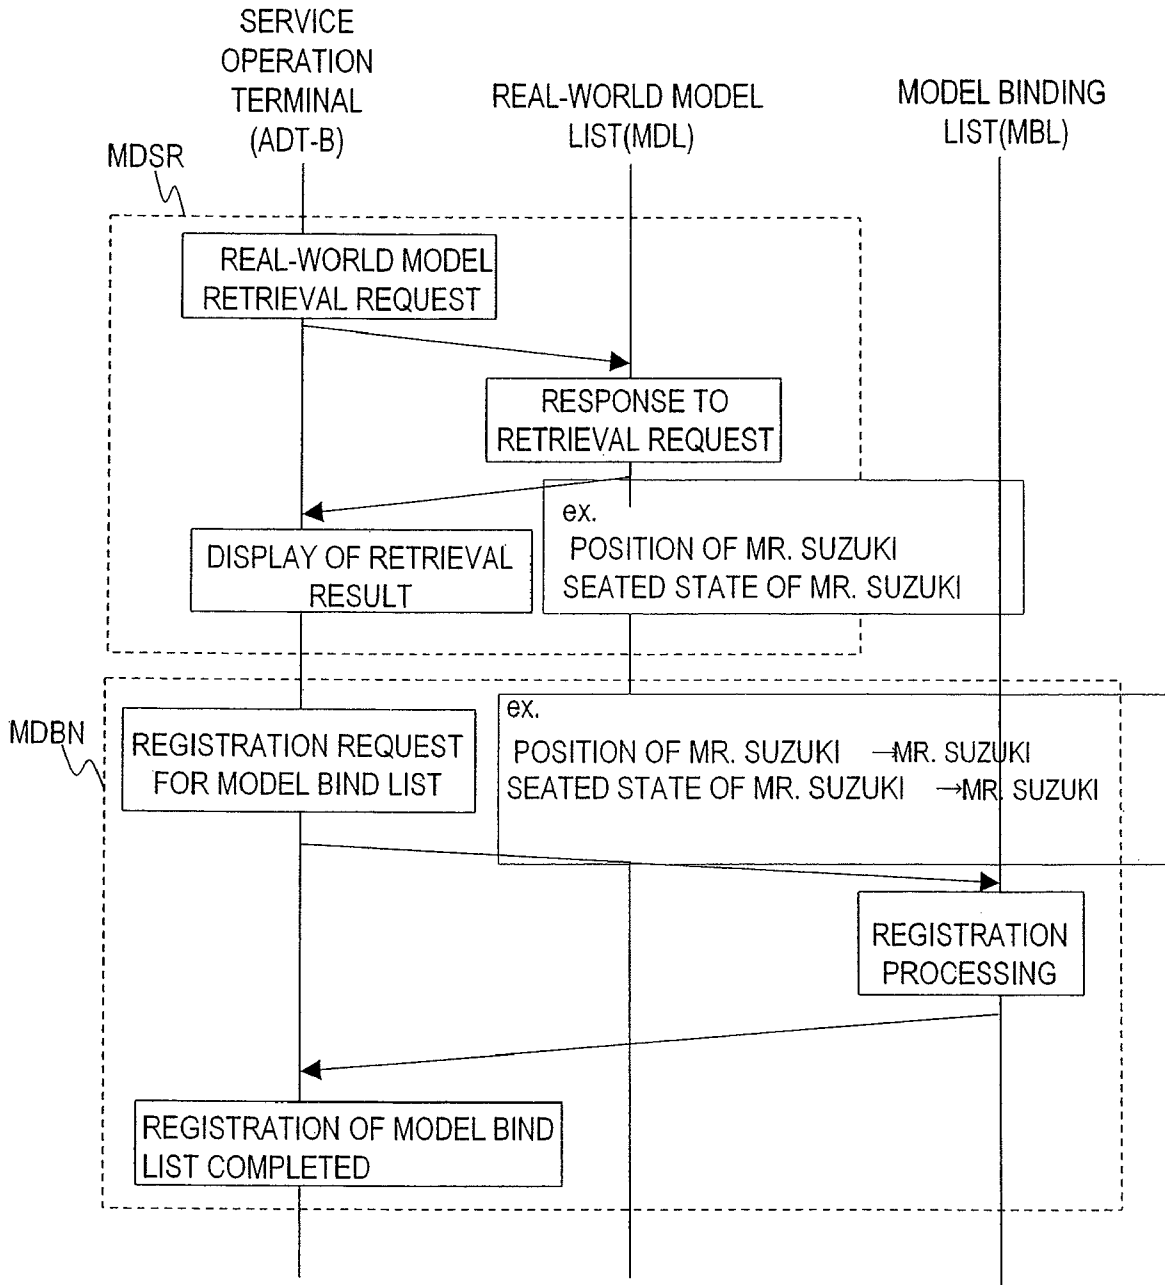 SERVICE
OPERATION
TERMINAL
(ADT-B)
REAL-WORLD MODEL
LIST(MDL)
MODEL BINDING
LIST(MBL)
MDSR
REAL-WORLD MODEL
RETRIEVAL REQUEST
RESPONSE TO
RETRIEVAL REQUEST
ex.
POSITION OF MR. SUZUKI
SEATED STATE OF MR. SUZUKI
DISPLAY OF RETRIEVAL
RESULT
MDBN
REGISTRATION REQUEST
FOR MODEL BIND LIST
ex.
POSITION OF MR. SUZUKI →MR. SUZUKI
SEATED STATE OF MR. SUZUKI →MR. SUZUKI
REGISTRATION
PROCESSING
REGISTRATION OF MODEL BIND
LIST COMPLETED